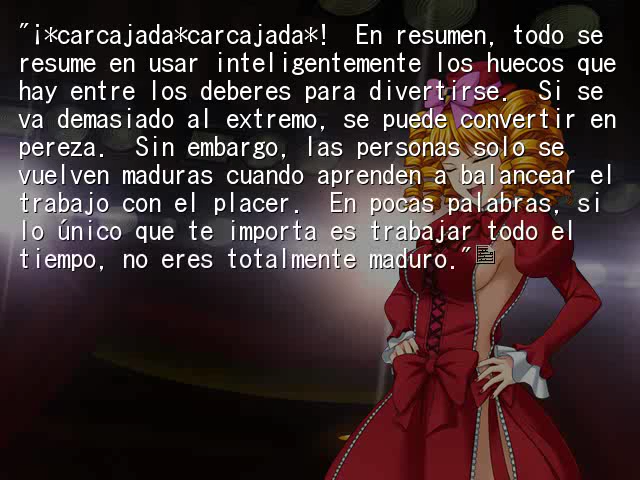 "¡*carcajada*carcajada*!  En resumen, todo se
resume en usar inteligentemente los huecos que
hay entre los deberes para divertirse.  Si se
va demasiado al extremo, se puede convertir en
pereza.  Sin embargo, las personas solo se
vuelven maduras cuando aprenden a balancear el
trabajo con el placer.  En pocas palabras, si
lo único que te importa es trabajar todo el
tiempo, no eres totalmente maduro."